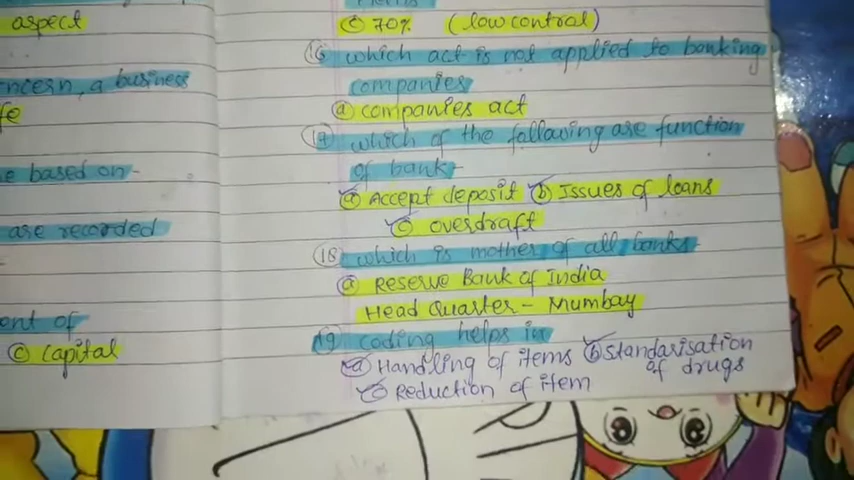 aspect
ncern, a business
fe
e based on-
are recorded
ent of
© capital
© 70% (low control)
16 which act is not applied to banking
companies
ⓐ companies act
17 which of the following are function
of bank-
ⓐ Accept deposit ⓑ Issues of loans
ⓒ overdraft
18 which is mother of all banks-
ⓐ Reserve Bank of India
Head Quarter - Mumbay
19 coding helps in
ⓐ Handling of items ⓑ Standarisation
of drugs
ⓒ Reduction of item